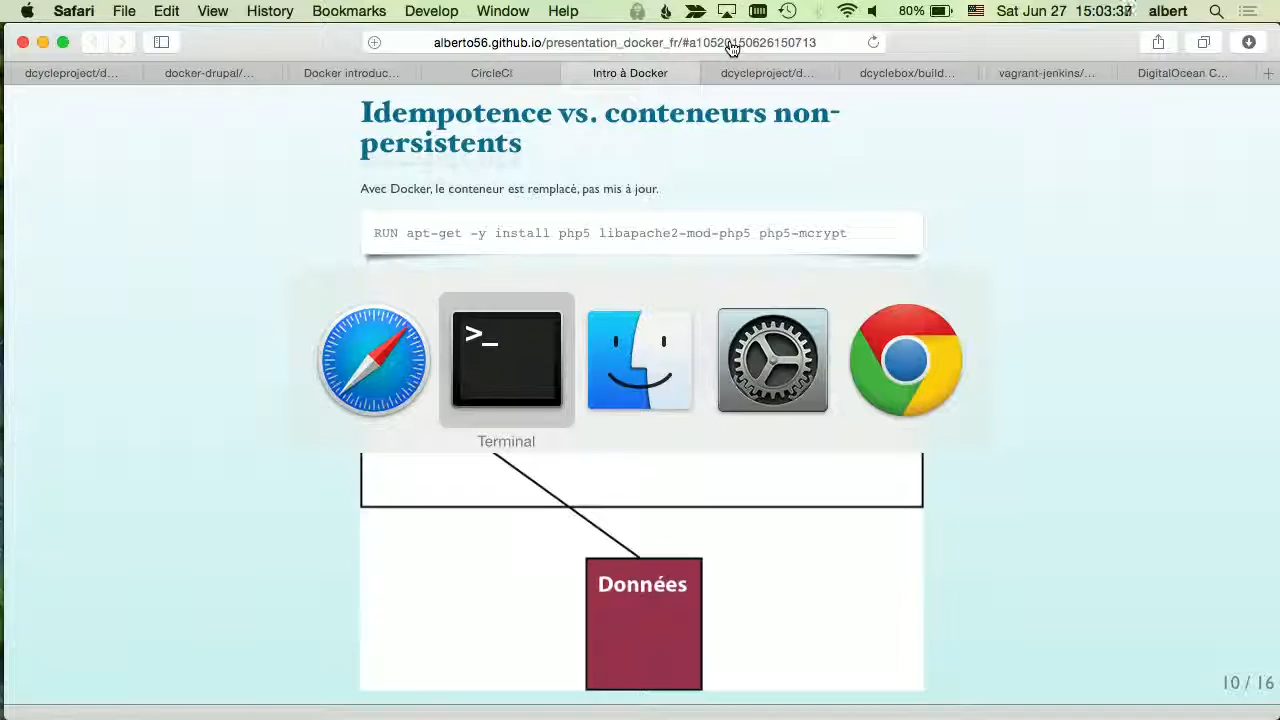 Safari File Edit View History Bookmarks Develop Window Help 80% Sat Jun 27 albert
alberto56.github.io/presentation_docker_fr/#a10520150626150713
dcycleproject/d... docker-drupal/... Docker introduc... CircleCI Intro à Docker dcycleproject/d... dcyclebox/build... vagrant-jenkins/... DigitalOcean C...
Idempotence vs. conteneurs non-
persistents
Avec Docker, le conteneur est remplacé, pas mis à jour.
RUN apt-get -y install php5 libapache2-mod-php5 php5-mcrypt
>_
Terminal
Données
10 / 16